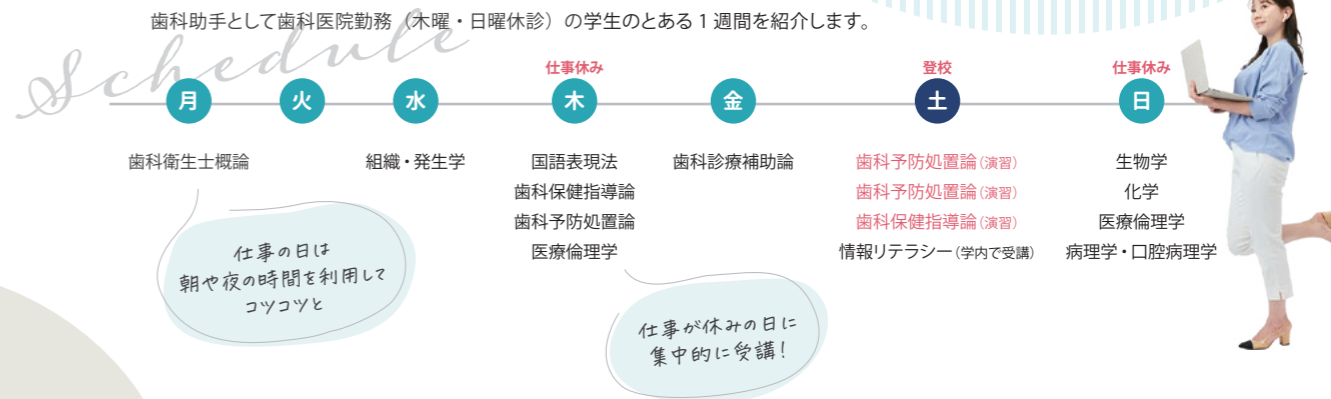 歯科助手として歯科医院勤務（木曜・日曜休診）の学生のとある1週間を紹介します。
Schedule
仕事休み 登校 仕事休み
月 火 水 木 金 土 日
歯科衛生士概論 組織・発生学 国語表現法 歯科診療補助論 歯科予防処置論（演習） 生物学
歯科保健指導論 歯科予防処置論（演習） 化学
歯科予防処置論 歯科保健指導論（演習） 医療倫理学
医療倫理学 情報リテラシー（学内で受講） 病理学・口腔病理学
仕事の日は
朝や夜の時間を利用して
コツコツと
仕事が休みの日に
集中的に受講！